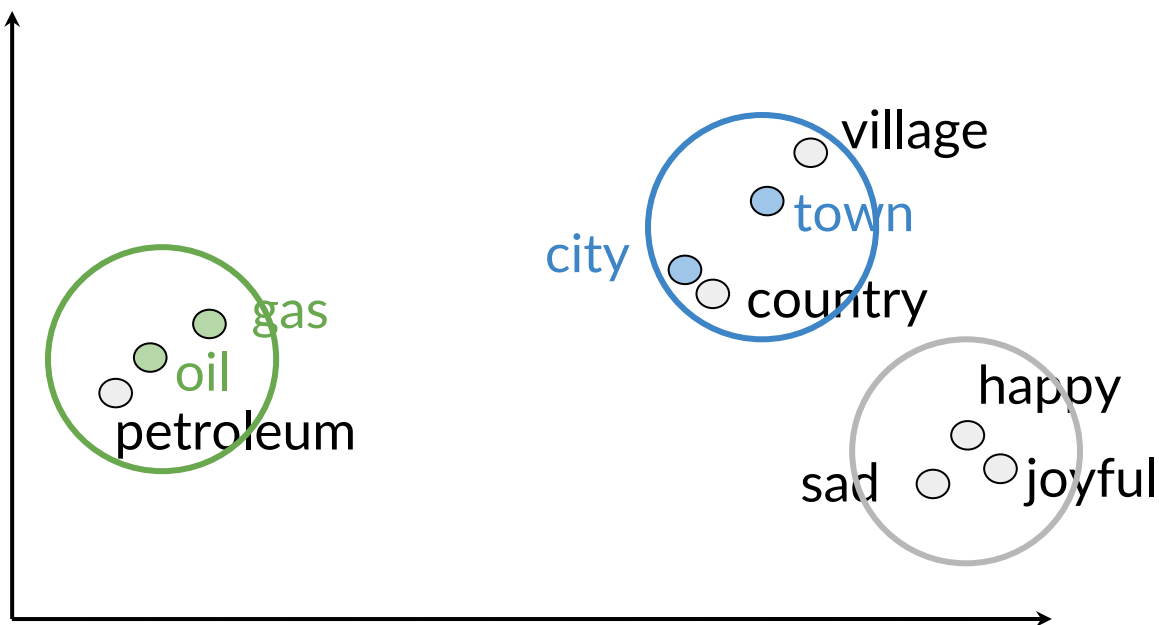 village
town
city
country
gas
oil
petroleum
happy
sad
joyful